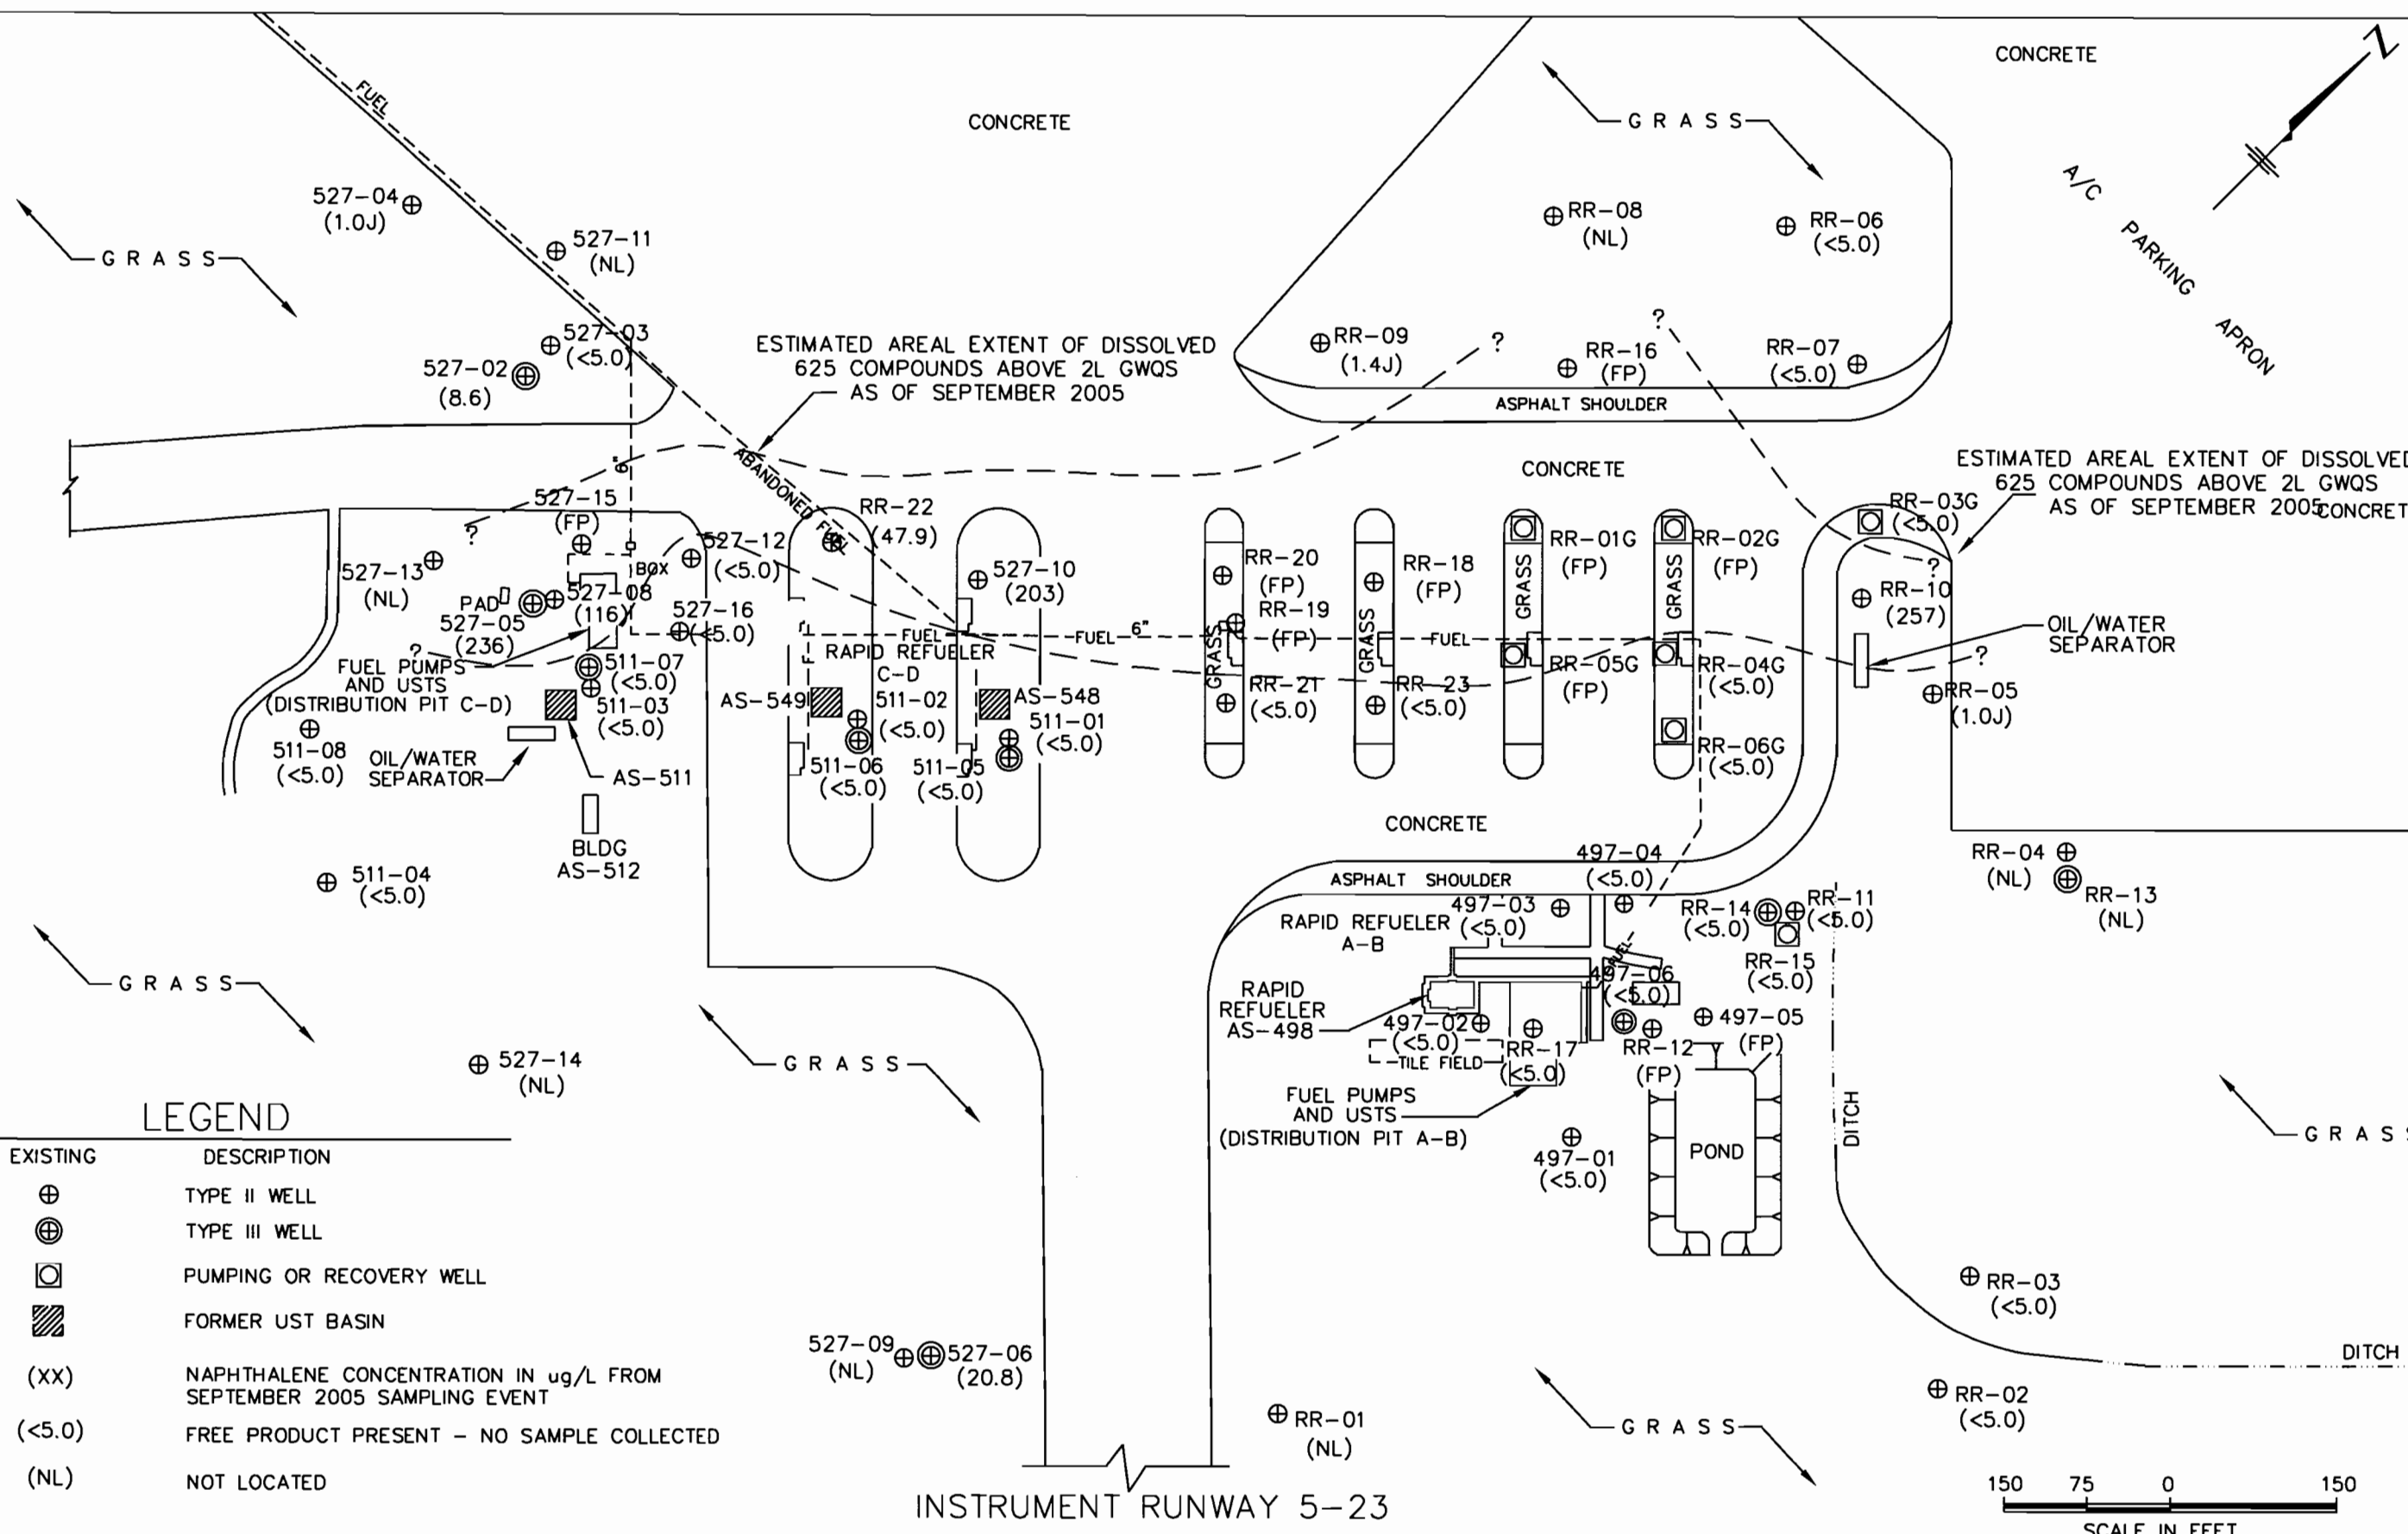 CONCRETE
N
FUEL
CONCRETE
GRASS
A/C PARKING APRON
527-04
(1.0J)
527-11
(NL)
GRASS
RR-08
(NL)
RR-06
(<5.0)
527-03
(<5.0)
527-02
(8.6)
ESTIMATED AREAL EXTENT OF DISSOLVED
625 COMPOUNDS ABOVE 2L GWQS
AS OF SEPTEMBER 2005
RR-09
(1.4J)
?
?
RR-16
(FP)
RR-07
(<5.0)
ASPHALT SHOULDER
6"
ABANDONED FUEL
CONCRETE
ESTIMATED AREAL EXTENT OF DISSOLVED
625 COMPOUNDS ABOVE 2L GWQS
AS OF SEPTEMBER 2005
CONCRET
527-15
(FP)
?
RR-22
(47.9)
RR-03G
(<5.0)
527-12
(<5.0)
527-13
(NL)
BOX
527-10
(203)
RR-20
(FP)
RR-18
(FP)
GRASS
RR-01G
(FP)
GRASS
RR-02G
(FP)
?
RR-10
(257)
PAD
527-08
(116)
527-05
(236)
527-16
(<5.0)
RR-19
(FP)
OIL/WATER
SEPARATOR
?
FUEL PUMPS
AND USTS
(DISTRIBUTION PIT C-D)
FUEL
FUEL
6"
FUEL
RAPID REFUELER
C-D
GRASS
GRASS
511-07
(<5.0)
RR-05G
(FP)
RR-04G
(<5.0)
?
511-03
(<5.0)
AS-549
511-02
(<5.0)
AS-548
511-01
(<5.0)
RR-21
(<5.0)
RR-23
(<5.0)
RR-05
(1.0J)
511-08
(<5.0)
OIL/WATER
SEPARATOR
AS-511
511-06
(<5.0)
511-05
(<5.0)
RR-06G
(<5.0)
BLDG
AS-512
CONCRETE
511-04
(<5.0)
497-04
(<5.0)
ASPHALT SHOULDER
RR-04
(NL)
RR-13
(NL)
RAPID REFUELER
A-B
497-03
(<5.0)
RR-14
(<5.0)
RR-11
(<5.0)
GRASS
FUEL
RR-15
(<5.0)
RAPID
REFUELER
AS-498
497-06
(<5.0)
497-02
(<5.0)
497-05
(FP)
TILE FIELD
RR-17
(<5.0)
RR-12
(FP)
527-14
(NL)
GRASS
FUEL PUMPS
AND USTS
(DISTRIBUTION PIT A-B)
DITCH
POND
GRASS
497-01
(<5.0)
LEGEND
EXISTING DESCRIPTION
TYPE II WELL
TYPE III WELL
PUMPING OR RECOVERY WELL
FORMER UST BASIN
(XX) NAPHTHALENE CONCENTRATION IN ug/L FROM
SEPTEMBER 2005 SAMPLING EVENT
(<5.0) FREE PRODUCT PRESENT - NO SAMPLE COLLECTED
(NL) NOT LOCATED
RR-03
(<5.0)
527-09
(NL)
527-06
(20.8)
DITCH
RR-01
(NL)
GRASS
RR-02
(<5.0)
150 75 0 150
SCALE IN FEET
INSTRUMENT RUNWAY 5-23